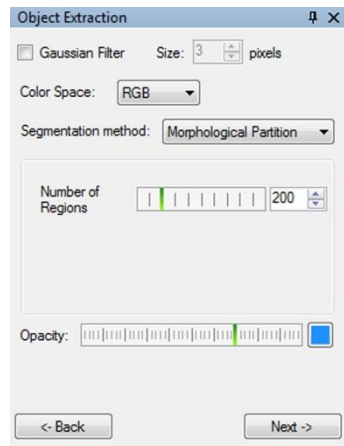 Object Extraction
Gaussian Filter Size: 3 pixels
Color Space: RGB
Segmentation method: Morphological Partition
Number of
Regions
200
Opacity:
<- Back Next ->